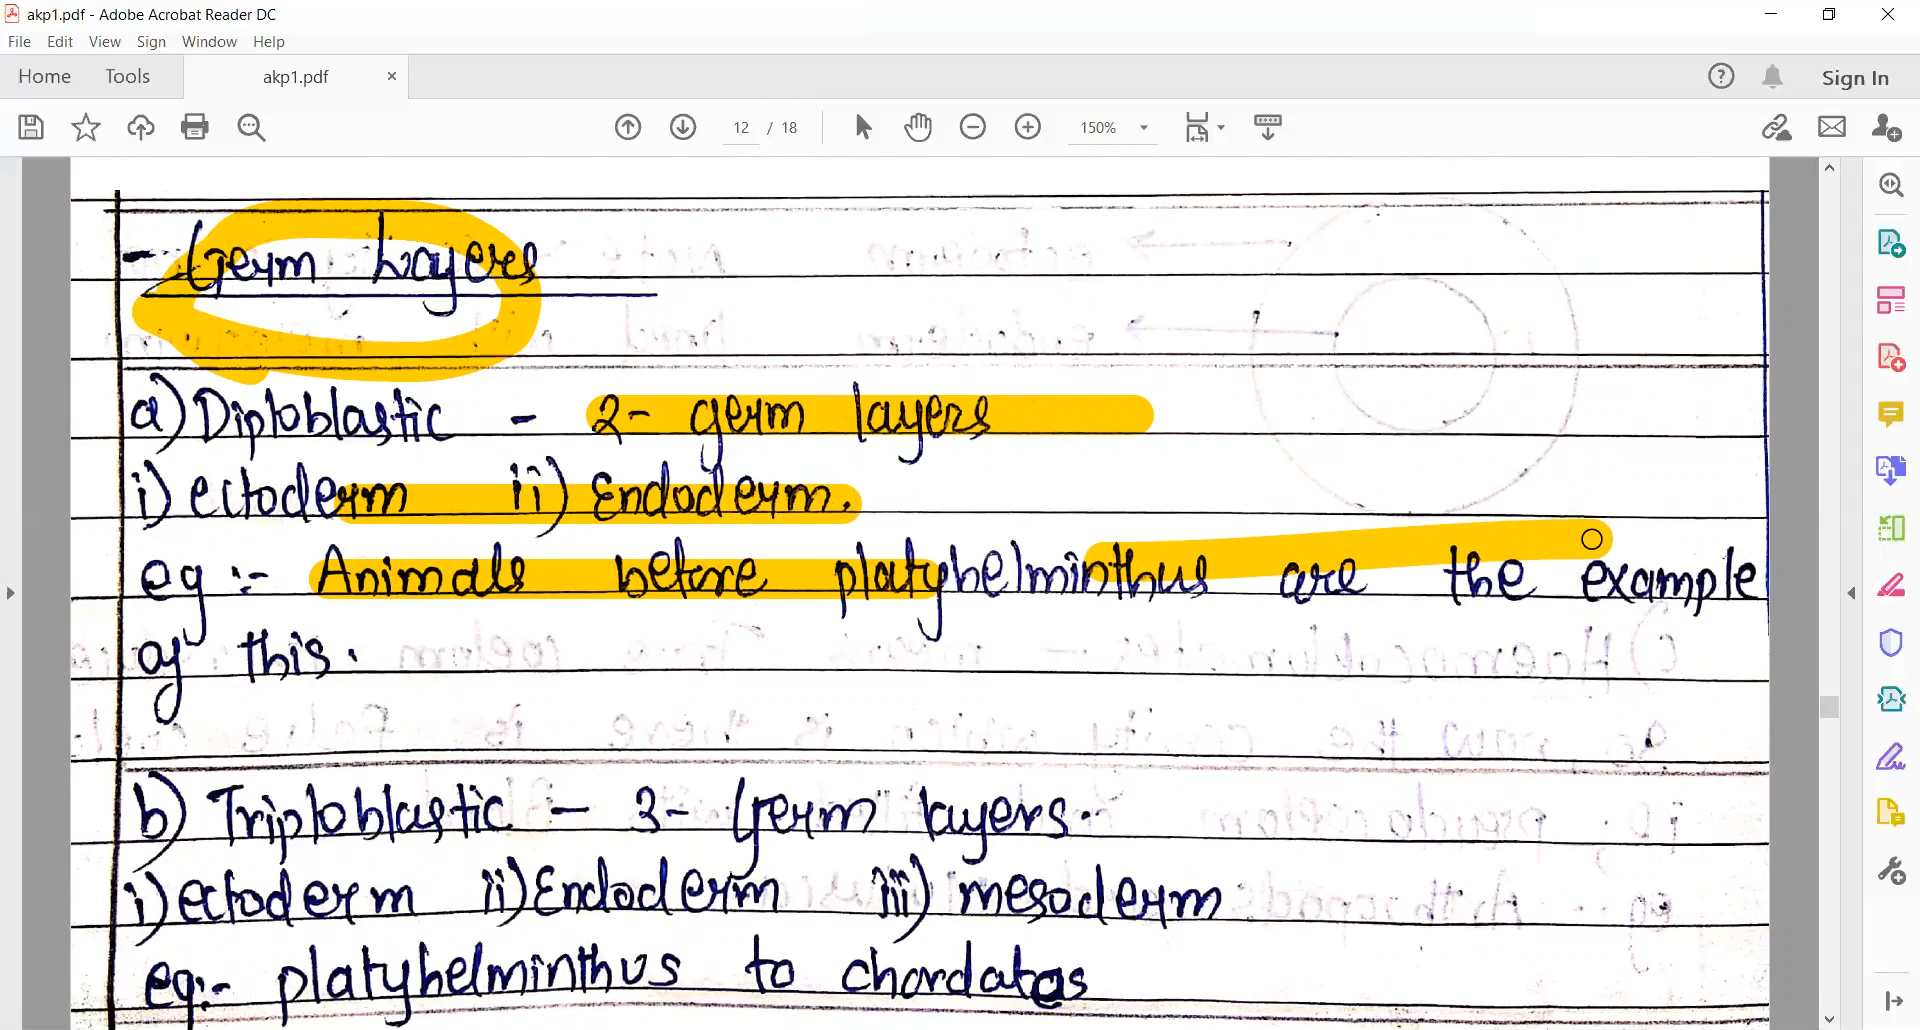 akp1.pdf - Adobe Acrobat Reader DC
File Edit View Sign Window Help
Home Tools akp1.pdf × Sign In
12 / 18 150%
- Germ Layers
a) Diploblastic - 2- germ layers
i) ectoderm ii) Endoderm.
eg :- Animals before platyhelminthus are the example
of this.
b) Triploblastic - 3- Germ layers.
i) ectoderm ii) Endoderm iii) mesoderm
eg:- platyhelminthus to chordates